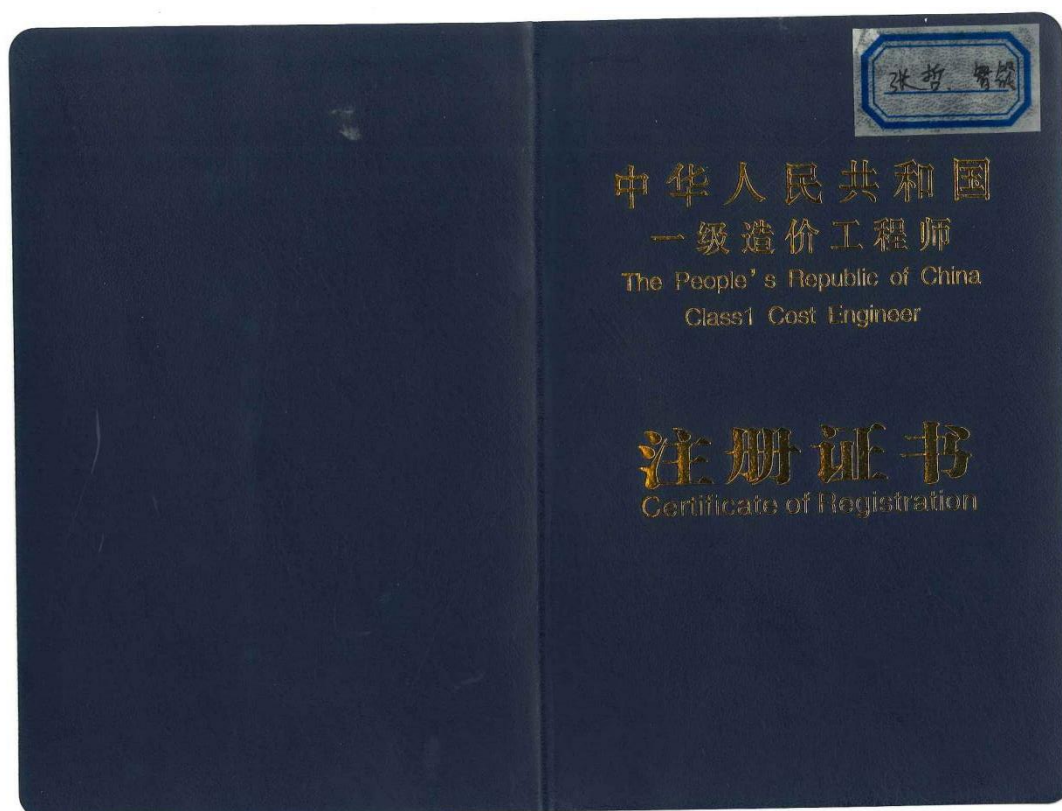 张哲
中华人民共和国
一级造价工程师
The People's Republic of China
Class1 Cost Engineer
注册证书
Certificate of Registration